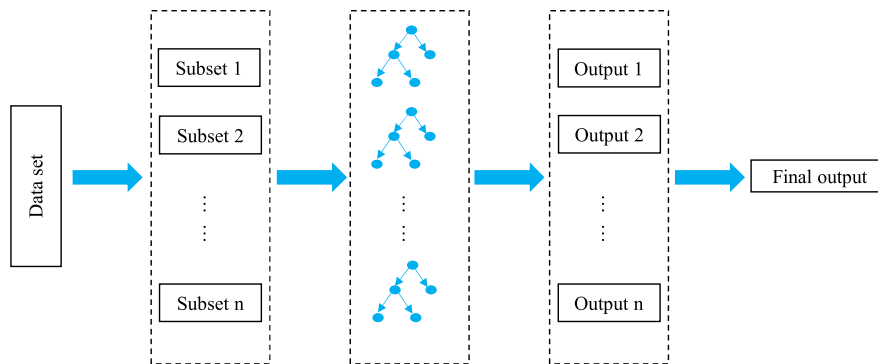 Data set
Subset 1
Subset 2
⋮
⋮
Subset n
⋮
⋮
Output 1
Output 2
⋮
⋮
Output n
Final output